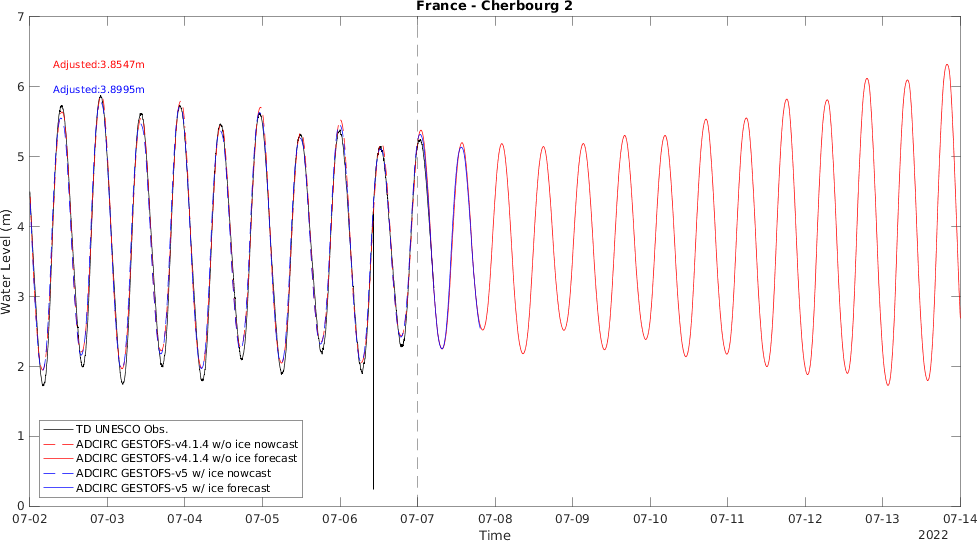 France - Cherbourg 2
Adjusted:3.8547m
Adjusted:3.8995m
7
6
5
4
3
2
1
0
Water Level (m)
TD UNESCO Obs.
ADCIRC GESTOFS-v4.1.4 w/o ice nowcast
ADCIRC GESTOFS-v4.1.4 w/o ice forecast
ADCIRC GESTOFS-v5 w/ ice nowcast
ADCIRC GESTOFS-v5 w/ ice forecast
07-02 07-03 07-04 07-05 07-06 07-07 07-08 07-09 07-10 07-11 07-12 07-13 07-14
Time
2022